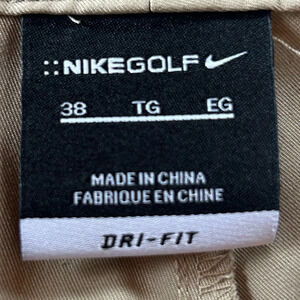 ::NIKEGOLF
38 TG EG
MADE IN CHINA
FABRIQUE EN CHINE
DRI-FIT